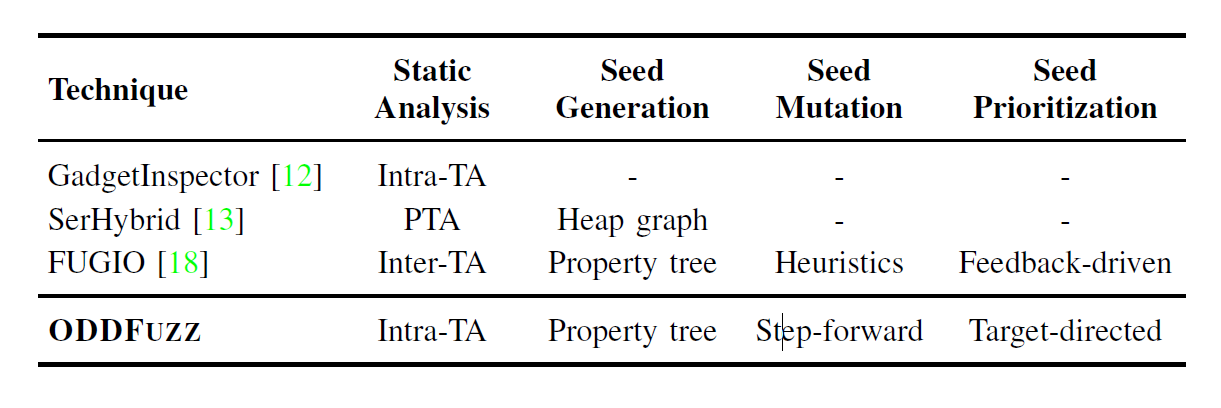 Technique Static Analysis Seed Generation Seed Mutation Seed Prioritization
GadgetInspector [12] Intra-TA - - -
SerHybrid [13] PTA Heap graph - -
FUGIO [18] Inter-TA Property tree Heuristics Feedback-driven
ODDFUZZ Intra-TA Property tree Step-forward Target-directed